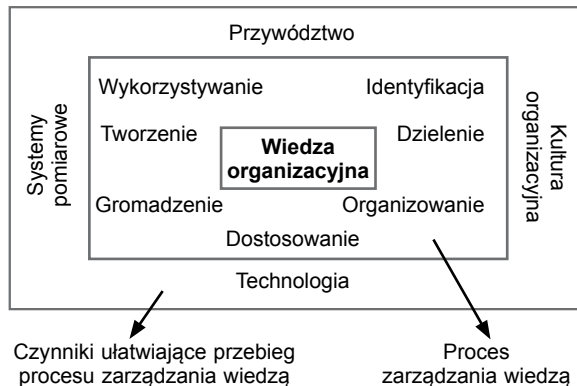 Przywództwo
Systemy
pomiarowe
Wykorzystywanie
Identyfikacja
Tworzenie
Wiedza
organizacyjna
Dzielenie
Gromadzenie
Organizowanie
Dostosowanie
Kultura
organizacyjna
Technologia
Czynniki ułatwiające przebieg
procesu zarządzania wiedzą
Proces
zarządzania wiedzą